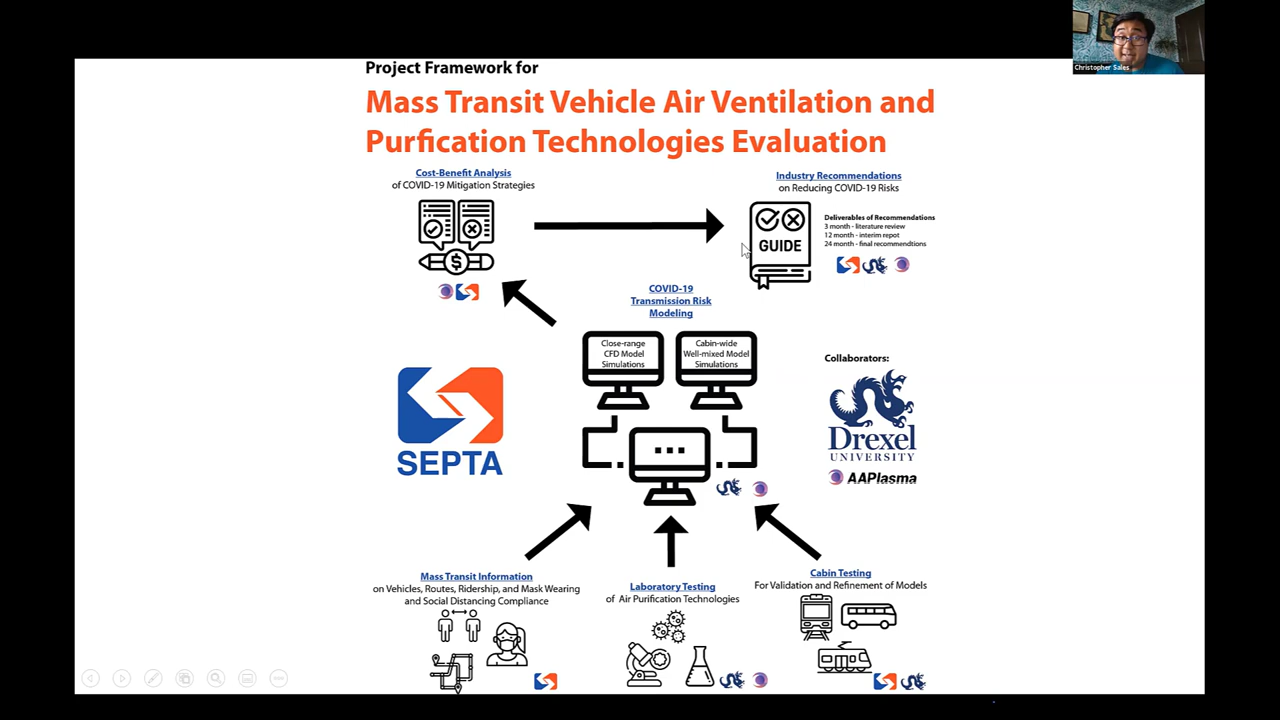 Christopher Sales
Project Framework for
Mass Transit Vehicle Air Ventilation and
Purfication Technologies Evaluation
Cost-Benefit Analysis
of COVID-19 Mitigation Strategies
$
Industry Recommendations
on Reducing COVID-19 Risks
GUIDE
Deliverables of Recommendations
3 month - literature review
12 month - interim repot
24 month - final recommendtions
COVID-19
Transmission Risk
Modeling
Close-range
CFD Model
Simulations
Cabin-wide
Well-mixed Model
Simulations
SEPTA
Collaborators:
Drexel
UNIVERSITY
AAPlasma
Mass Transit Information
on Vehicles, Routes, Ridership, and Mask Wearing
and Social Distancing Compliance
Laboratory Testing
of Air Purification Technologies
Cabin Testing
For Validation and Refinement of Models